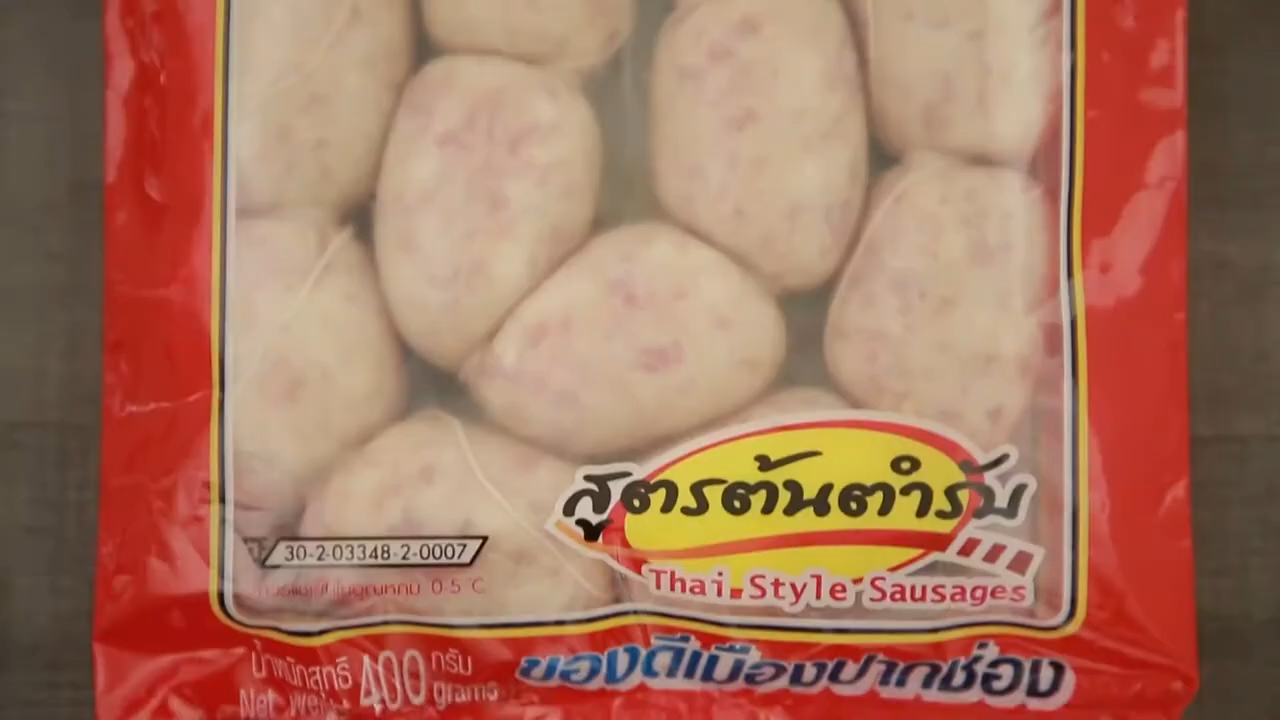 สูตรต้นตำรับ
Thai Style Sausages
30-2-03348-2-0007
0-5 °C
น้ำหนักสุทธิ 400 กรัม
Net 400 grams
ของดีเมืองปากช่อง